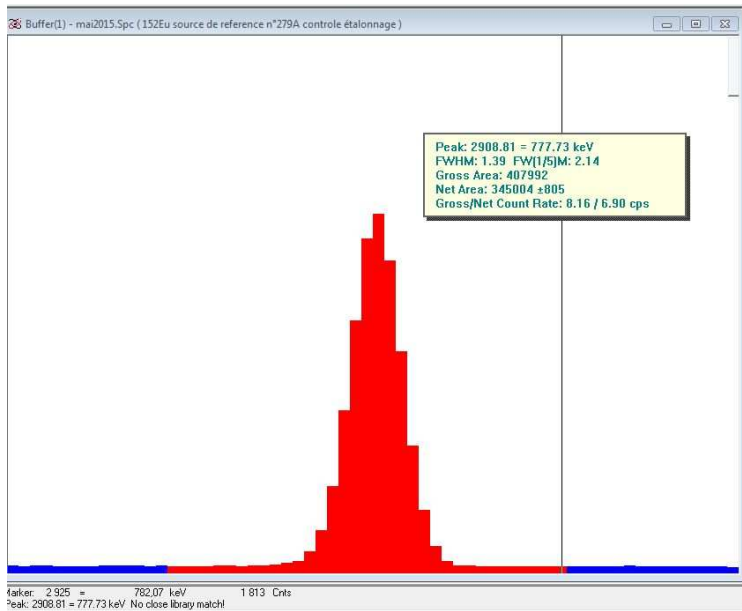 Buffer(1) - mai2015.Spc ( 152Eu source de reference n°279A controle étalonnage )
Peak: 2908.81 = 777.73 keV
FWHM: 1.39 FW(1/5)M: 2.14
Gross Area: 407992
Net Area: 345004 ±805
Gross/Net Count Rate: 8.16 / 6.90 cps
Marker: 2 925 = 782,07 keV 1 813 Cnts
Peak: 2908.81 = 777.73 keV No close library match!